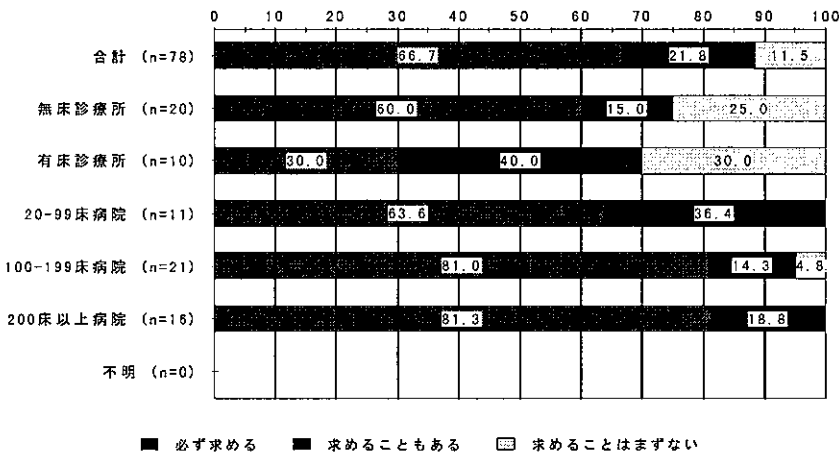 0 10 20 30 40 50 60 70 80 90 100
合計 (n=78) 66.7 21.8 11.5
無床診療所 (n=20) 60.0 15.0 25.0
有床診療所 (n=10) 30.0 40.0 30.0
20-99床病院 (n=11) 63.6 36.4
100-199床病院 (n=21) 81.0 14.3 4.8
200床以上病院 (n=16) 81.3 18.8
不明 (n=0)
必ず求める 求めることもある 求めることはまずない